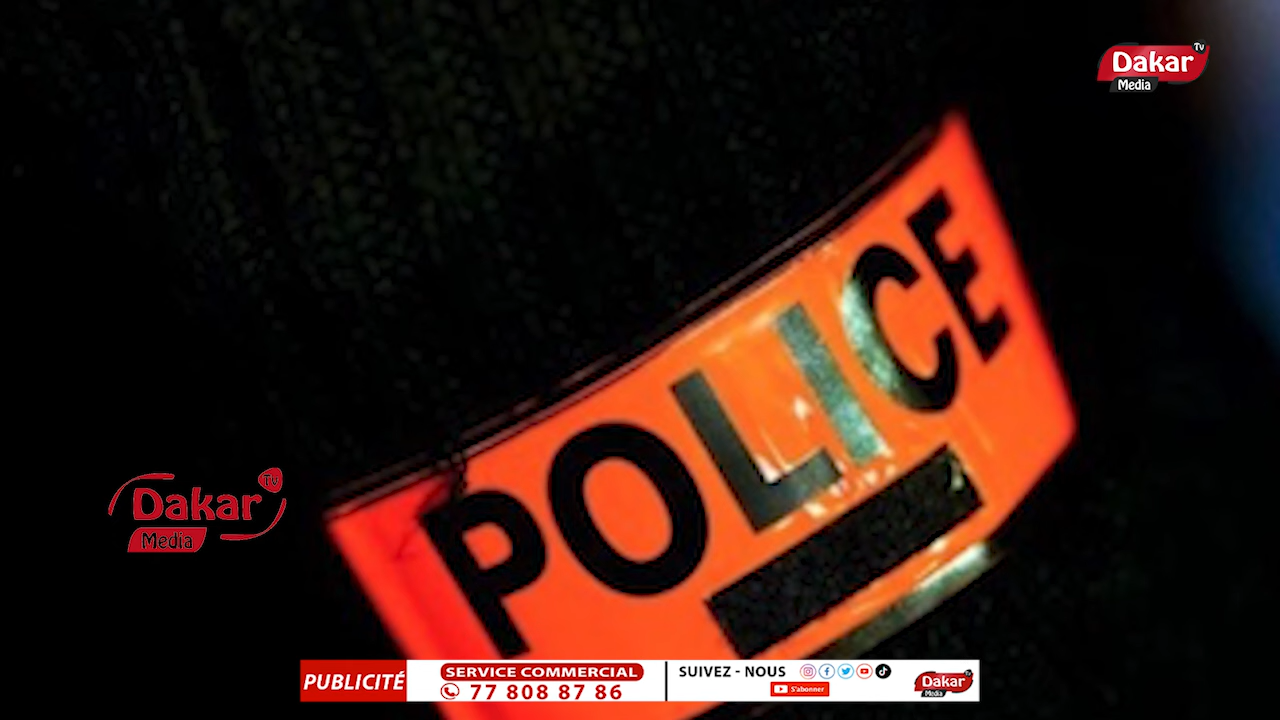 Dakar Tv
Media
POLICE
Dakar TV
Media
PUBLICITÉ
SERVICE COMMERCIAL
77 808 87 86
SUIVEZ - NOUS
S'abonner
Dakar Tv
Media